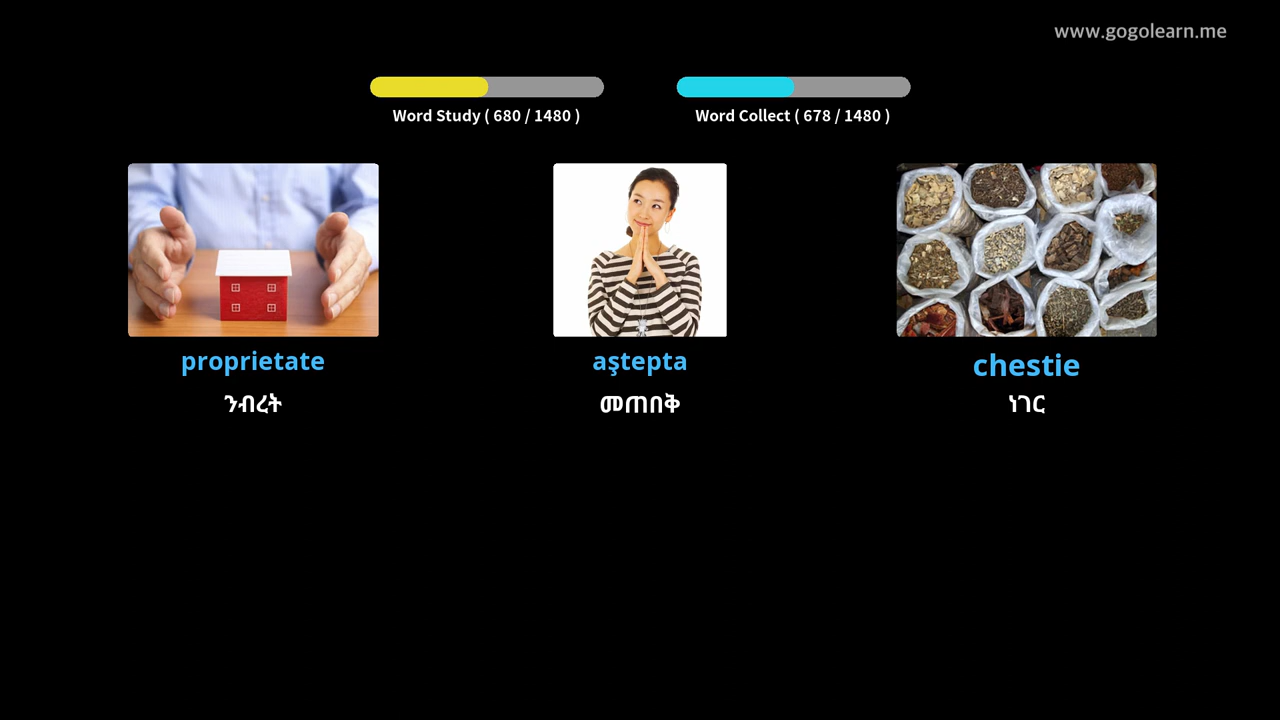 www.gogolearn.me
Word Study ( 680 / 1480 )
Word Collect ( 678 / 1480 )
proprietate
aştepta
chestie
ንብረት
መጠበቅ
ነገር